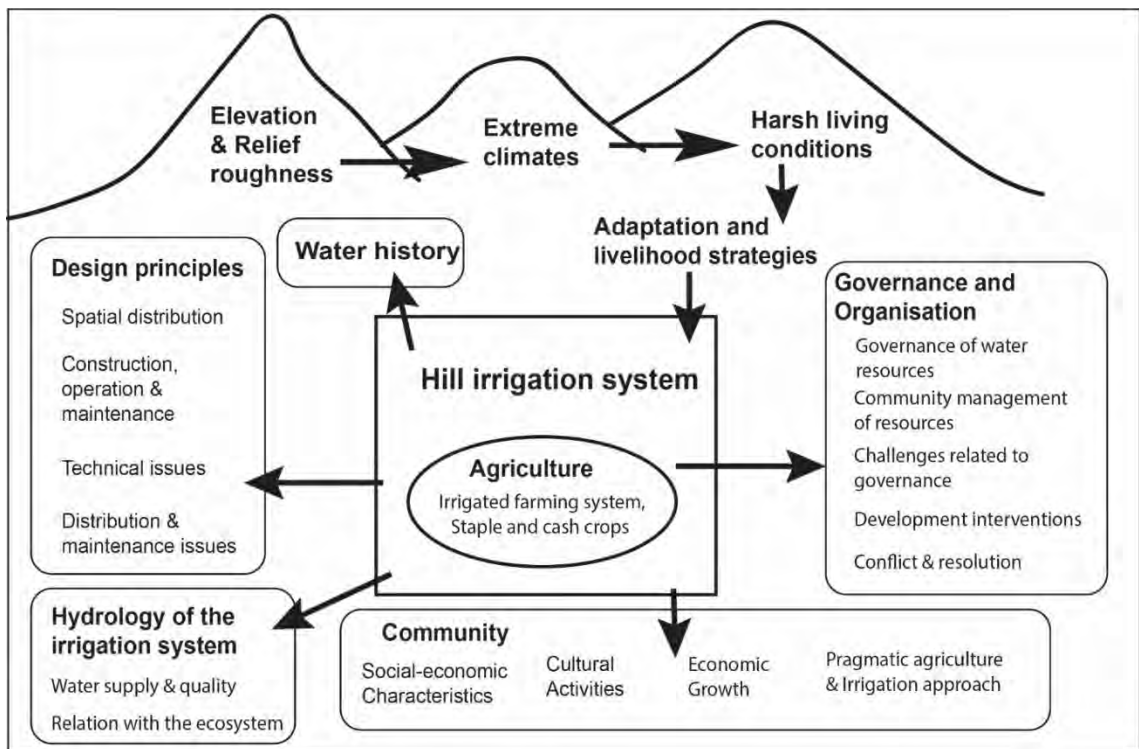 Elevation
& Relief
roughness
Extreme
climates
Harsh living
conditions
Adaptation and
livelihood strategies
Water history
Design principles
Spatial distribution
Construction,
operation &
maintenance
Technical issues
Distribution &
maintenance issues
Hill irrigation system
Agriculture
Irrigated farming system,
Staple and cash crops
Governance and
Organisation
Governance of water
resources
Community management
of resources
Challenges related to
governance
Development interventions
Conflict & resolution
Hydrology of the
irrigation system
Water supply & quality
Relation with the ecosystem
Community
Social-economic
Characteristics
Cultural
Activities
Economic
Growth
Pragmatic agriculture
& Irrigation approach